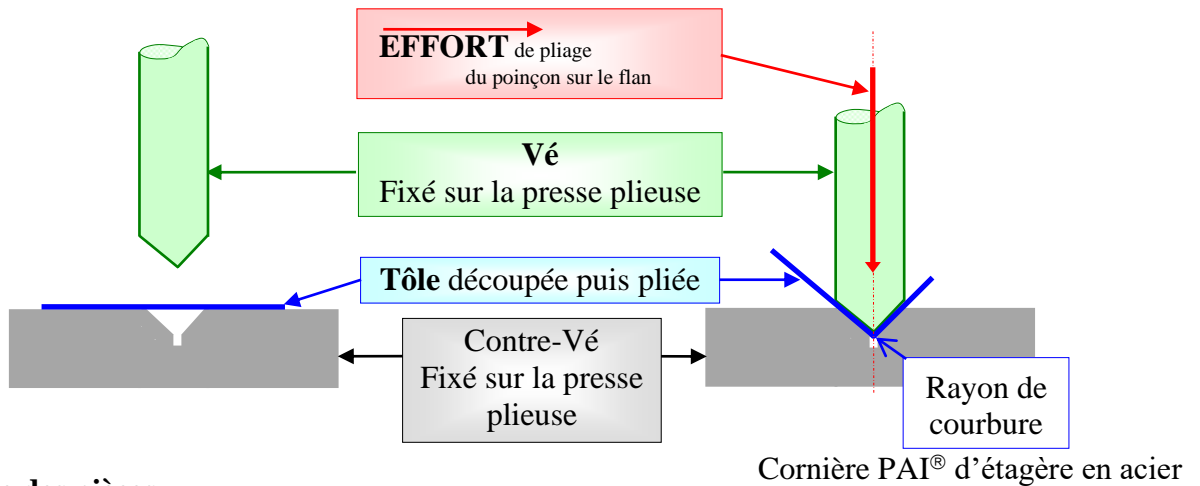 EFFORT de pliage
du poinçon sur le flan
Vé
Fixé sur la presse plieuse
Tôle découpée puis pliée
Contre-Vé
Fixé sur la presse
plieuse
Rayon de
courbure
Cornière PAI® d’étagère en acier